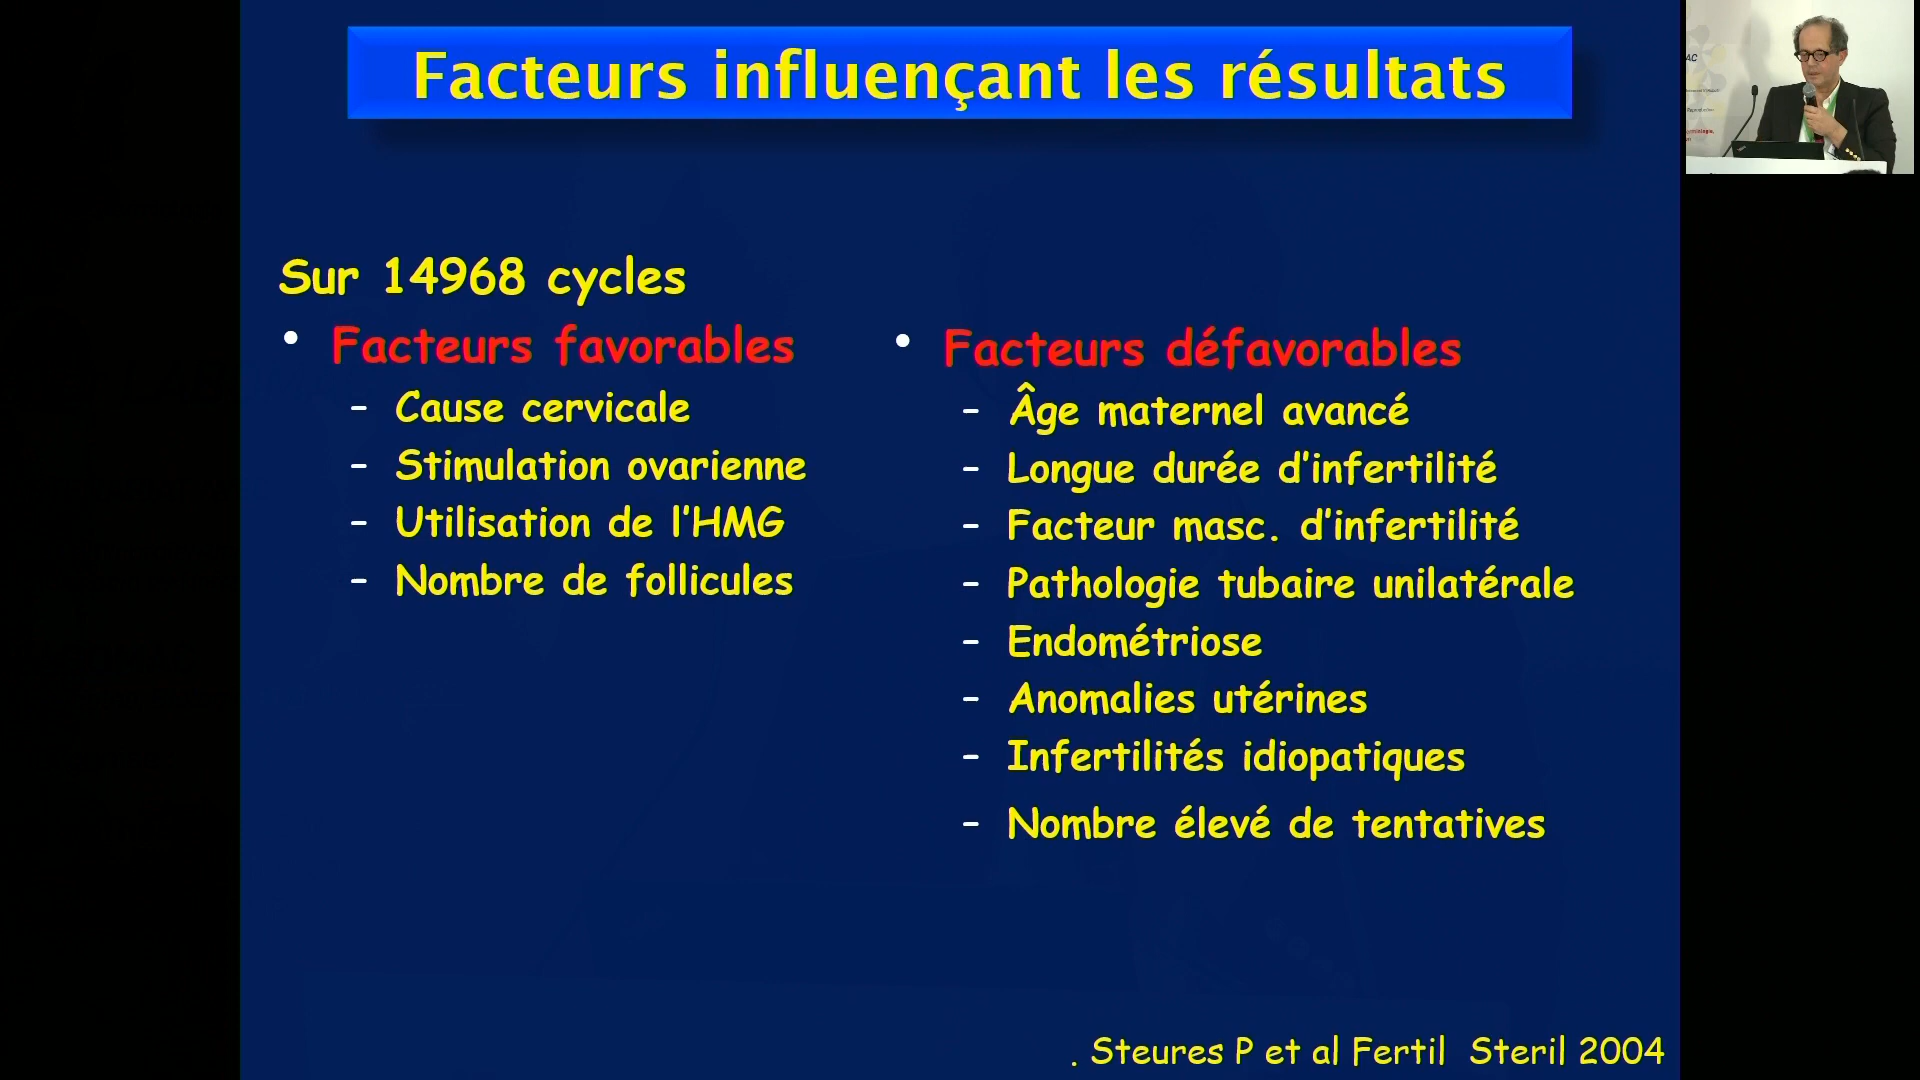 Facteurs influençant les résultats
Sur 14968 cycles
• Facteurs favorables
– Cause cervicale
– Stimulation ovarienne
– Utilisation de l'HMG
– Nombre de follicules
• Facteurs défavorables
– Âge maternel avancé
– Longue durée d'infertilité
– Facteur masc. d'infertilité
– Pathologie tubaire unilatérale
– Endométriose
– Anomalies utérines
– Infertilités idiopatiques
– Nombre élevé de tentatives
. Steures P et al Fertil Steril 2004